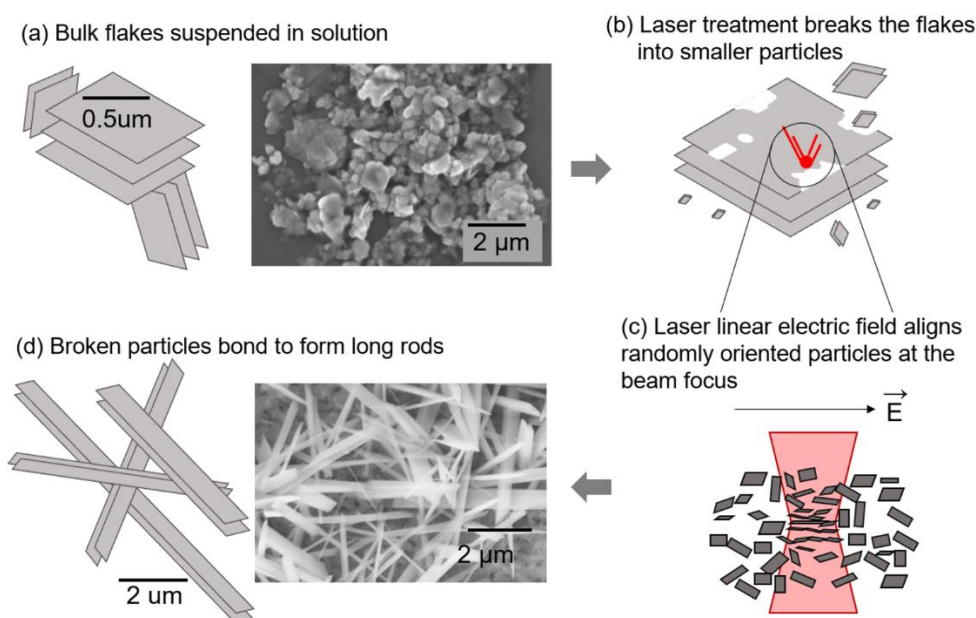 (a) Bulk flakes suspended in solution
0.5um
2 μm
(b) Laser treatment breaks the flakes
into smaller particles
(c) Laser linear electric field aligns
randomly oriented particles at the
beam focus
E
(d) Broken particles bond to form long rods
2 um
2 μm